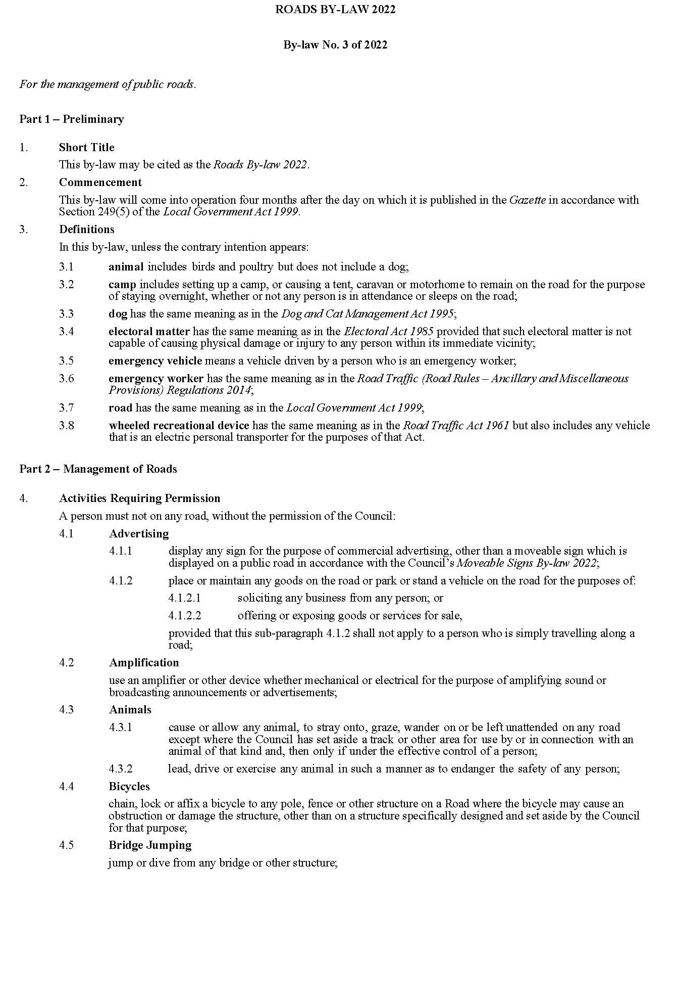 ROADS BY-LAW 2022
By-law No. 3 of 2022
For the management of public roads.
Part 1 – Preliminary
1. Short Title
This by-law may be cited as the Roads By-law 2022.
2. Commencement
This by-law will come into operation four months after the day on which it is published in the Gazette in accordance with
Section 249(5) of the Local Government Act 1999.
3. Definitions
In this by-law, unless the contrary intention appears:
3.1 animal includes birds and poultry but does not include a dog;
3.2 camp includes setting up a camp, or causing a tent, caravan or motorhome to remain on the road for the purpose
of staying overnight, whether or not any person is in attendance or sleeps on the road;
3.3 dog has the same meaning as in the Dog and Cat Management Act 1995;
3.4 electoral matter has the same meaning as in the Electoral Act 1985 provided that such electoral matter is not
capable of causing physical damage or injury to any person within its immediate vicinity;
3.5 emergency vehicle means a vehicle driven by a person who is an emergency worker;
3.6 emergency worker has the same meaning as in the Road Traffic (Road Rules – Ancillary and Miscellaneous
Provisions) Regulations 2014;
3.7 road has the same meaning as in the Local Government Act 1999;
3.8 wheeled recreational device has the same meaning as in the Road Traffic Act 1961 but also includes any vehicle
that is an electric personal transporter for the purposes of that Act.
Part 2 – Management of Roads
4. Activities Requiring Permission
A person must not on any road, without the permission of the Council:
4.1 Advertising
4.1.1 display any sign for the purpose of commercial advertising, other than a moveable sign which is
displayed on a public road in accordance with the Council’s Moveable Signs By-law 2022;
4.1.2 place or maintain any goods on the road or park or stand a vehicle on the road for the purposes of:
4.1.2.1 soliciting any business from any person; or
4.1.2.2 offering or exposing goods or services for sale,
provided that this sub-paragraph 4.1.2 shall not apply to a person who is simply travelling along a
road;
4.2 Amplification
use an amplifier or other device whether mechanical or electrical for the purpose of amplifying sound or
broadcasting announcements or advertisements;
4.3 Animals
4.3.1 cause or allow any animal, to stray onto, graze, wander on or be left unattended on any road
except where the Council has set aside a track or other area for use by or in connection with an
animal of that kind and, then only if under the effective control of a person;
4.3.2 lead, drive or exercise any animal in such a manner as to endanger the safety of any person;
4.4 Bicycles
chain, lock or affix a bicycle to any pole, fence or other structure on a Road where the bicycle may cause an
obstruction or damage the structure, other than on a structure specifically designed and set aside by the Council
for that purpose;
4.5 Bridge Jumping
jump or dive from any bridge or other structure;